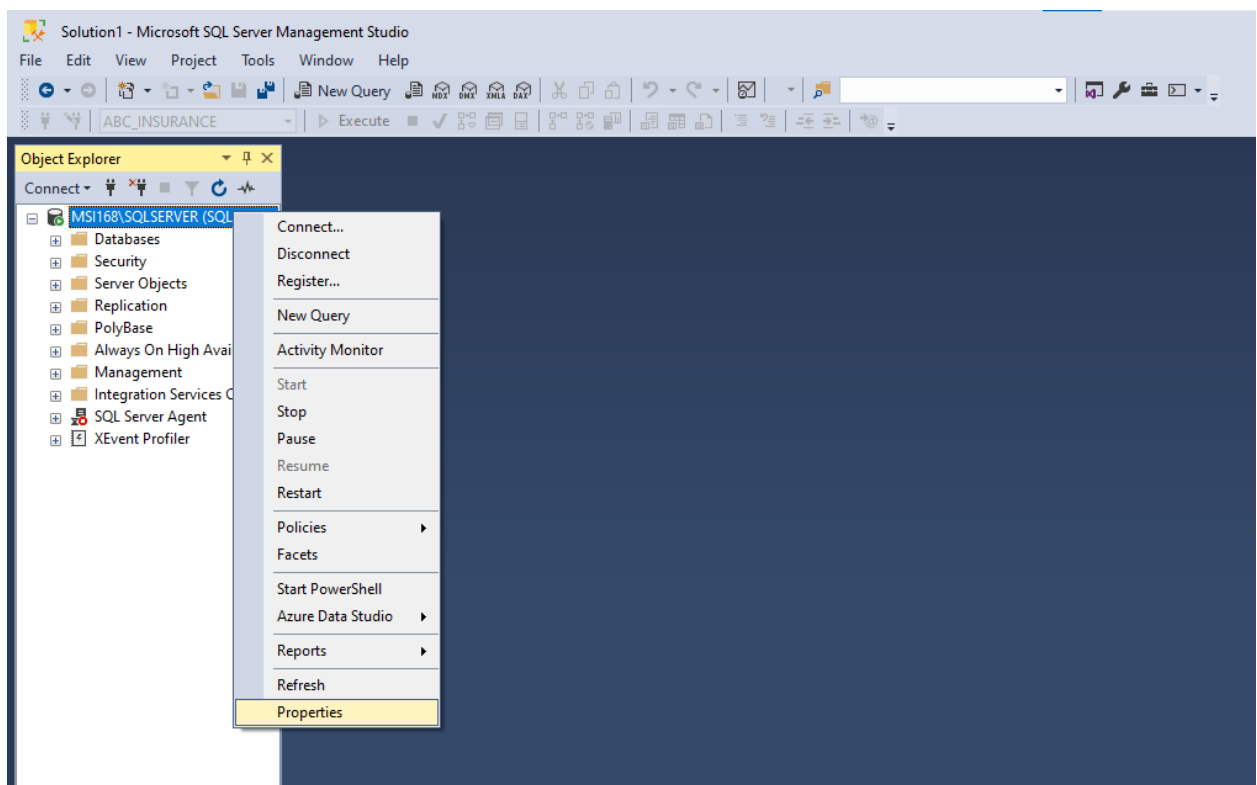 Solution1 - Microsoft SQL Server Management Studio
File Edit View Project Tools Window Help
New Query MDX DMX XMLA DAX
ABC_INSURANCE Execute
Object Explorer
Connect
MSI168\SQLSERVER (SQL
Databases
Security
Server Objects
Replication
PolyBase
Always On High Avai
Management
Integration Services C
SQL Server Agent
XEvent Profiler
Connect...
Disconnect
Register...
New Query
Activity Monitor
Start
Stop
Pause
Resume
Restart
Policies
Facets
Start PowerShell
Azure Data Studio
Reports
Refresh
Properties